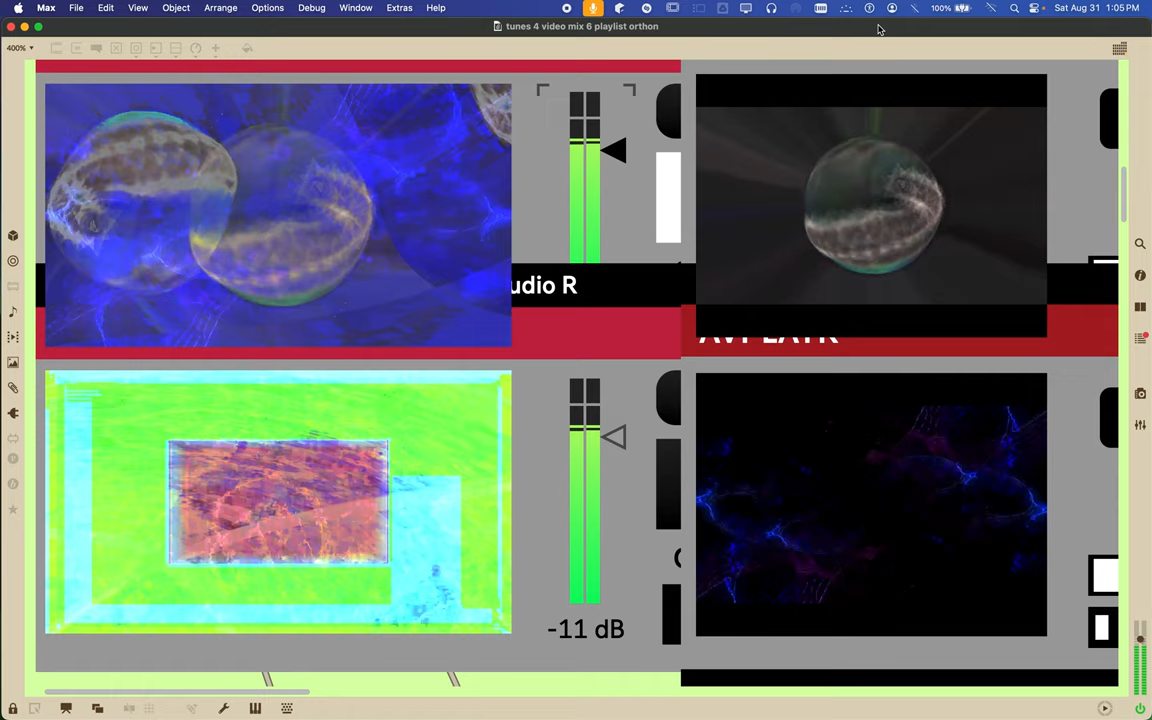 Max File Edit View Object Arrange Options Debug Window Extras Help
100% Sat Aug 31 1:05 PM
tunes 4 video mix 6 playlist orthon
400%
udio R
-11 dB